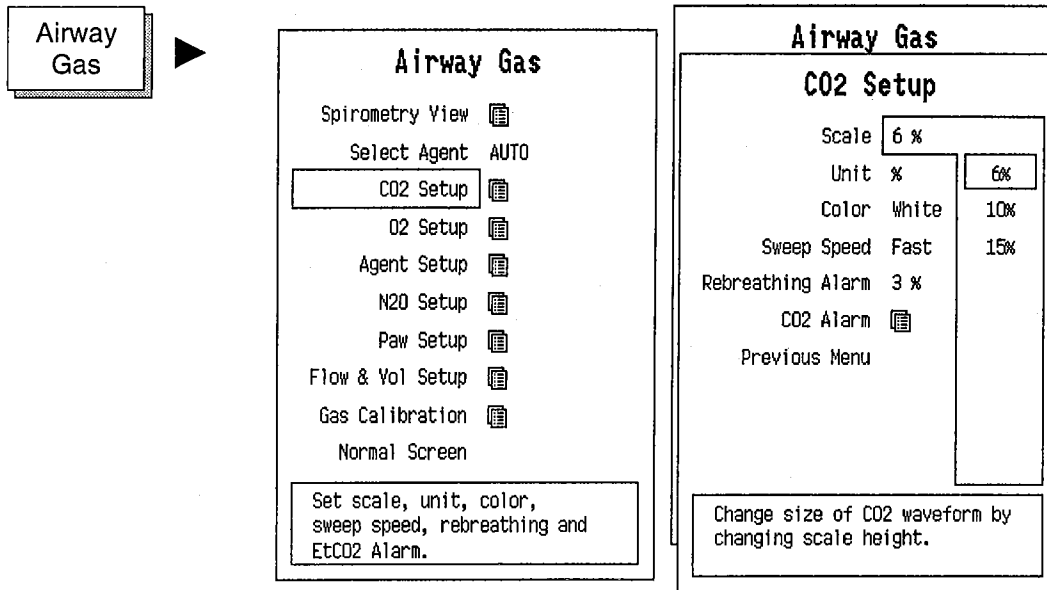 Airway
Gas
Airway Gas
Spirometry View
Select Agent AUTO
CO2 Setup
O2 Setup
Agent Setup
N2O Setup
Paw Setup
Flow & Vol Setup
Gas Calibration
Normal Screen
Set scale, unit, color,
sweep speed, rebreathing and
EtCO2 Alarm.
Airway Gas
CO2 Setup
Scale 6 %
Unit % 6%
Color White 10%
Sweep Speed Fast 15%
Rebreathing Alarm 3 %
CO2 Alarm
Previous Menu
Change size of CO2 waveform by
changing scale height.